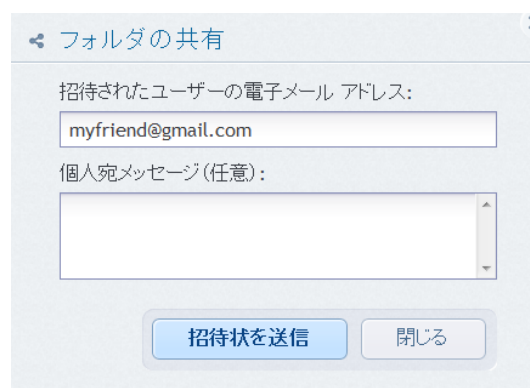 フォルダの共有
招待されたユーザーの電子メール アドレス:
myfriend@gmail.com
個人宛メッセージ(任意):
招待状を送信
閉じる